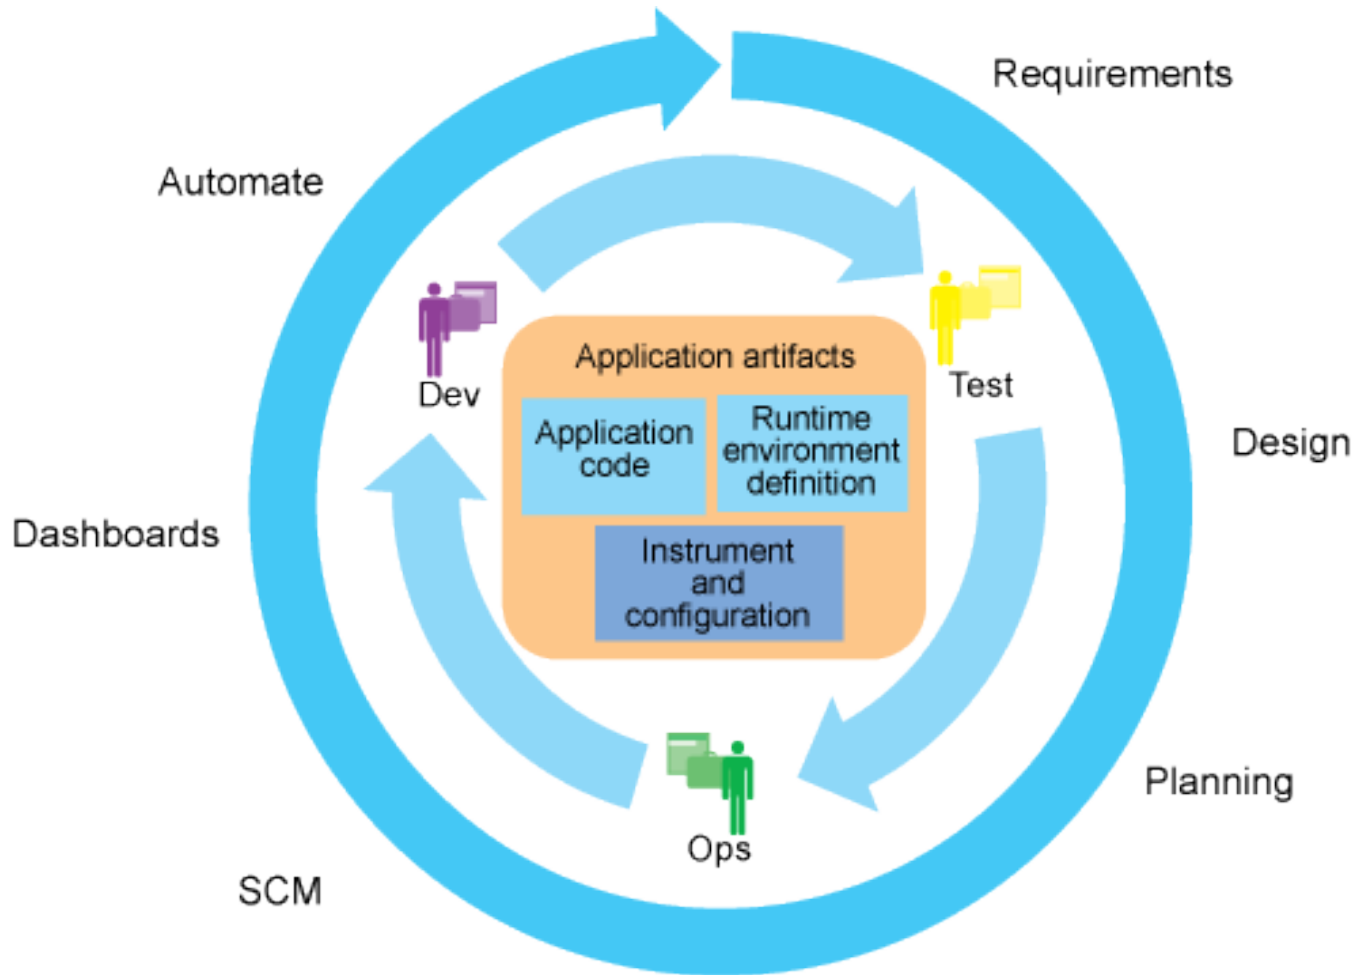 Requirements
Automate
Application artifacts
Dev
Test
Application
code
Runtime
environment
definition
Design
Dashboards
Instrument
and
configuration
Planning
Ops
SCM